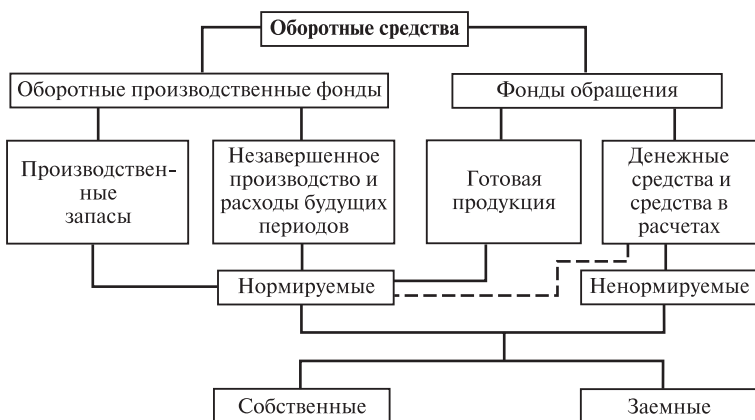 Оборотные средства
Оборотные производственные фонды
Фонды обращения
Производствен-
ные
запасы
Незавершенное
производство и
расходы будущих
периодов
Готовая
продукция
Денежные
средства и
средства в
расчетах
Нормируемые
Ненормируемые
Собственные
Заемные